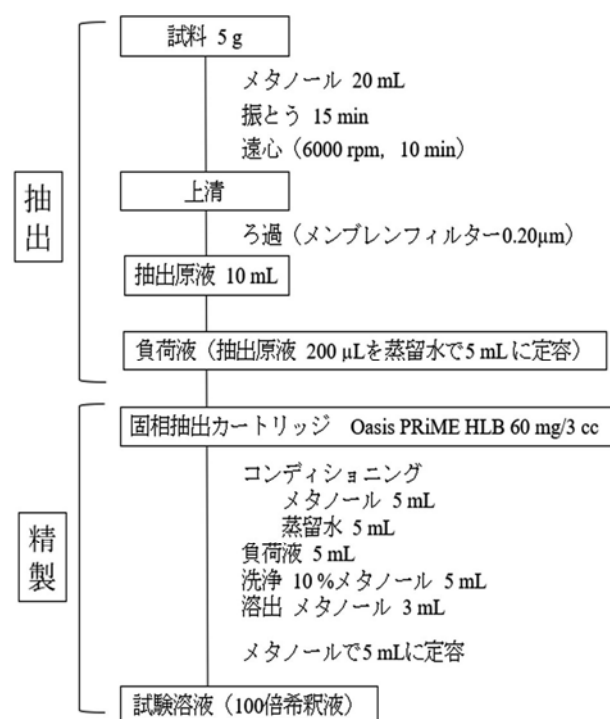 試料 5 g
メタノール 20 mL
振とう 15 min
遠心（6000 rpm，10 min）
抽出
上清
ろ過（メンブレンフィルター0.20μm）
抽出原液 10 mL
負荷液（抽出原液 200 μLを蒸留水で5 mLに定容）
固相抽出カートリッジ Oasis PRiME HLB 60 mg/3 cc
コンディショニング
メタノール 5 mL
蒸留水 5 mL
精製
負荷液 5 mL
洗浄 10 %メタノール 5 mL
溶出 メタノール 3 mL
メタノールで5 mLに定容
試験溶液（100倍希釈液）